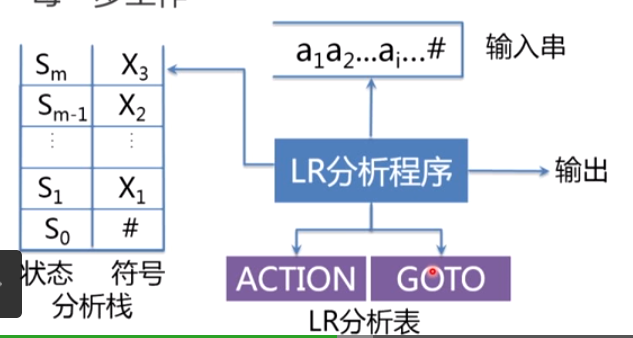 a₁a₂...aᵢ...#
输入串
Sₘ X₃
Sₘ₋₁ X₂
⋮ ⋮
S₁ X₁
S₀ #
状态 符号
分析栈
LR分析程序
输出
ACTION
GOTO
LR分析表